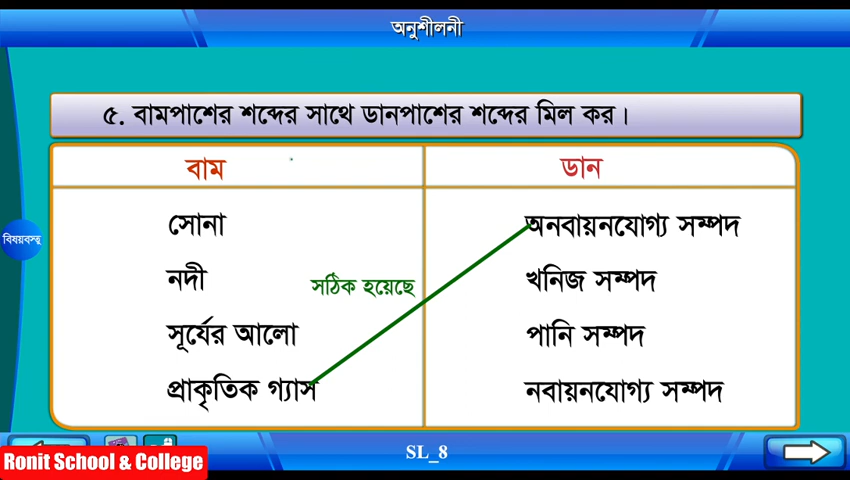 অনুশীলনী
৫. বামপাশের শব্দের সাথে ডানপাশের শব্দের মিল কর।
বাম
ডান
সোনা
অনবায়নযোগ্য সম্পদ
নদী
খনিজ সম্পদ
সঠিক হয়েছে
সূর্যের আলো
পানি সম্পদ
প্রাকৃতিক গ্যাস
নবায়নযোগ্য সম্পদ
বিষয়বস্তু
SL_8
Ronit School & College